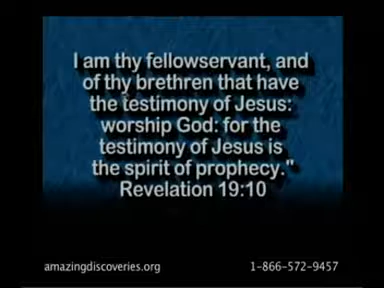 I am thy fellowservant, and
of thy brethren that have
the testimony of Jesus:
worship God: for the
testimony of Jesus is
the spirit of prophecy."
Revelation 19:10
amazingdiscoveries.org
1-866-572-9457